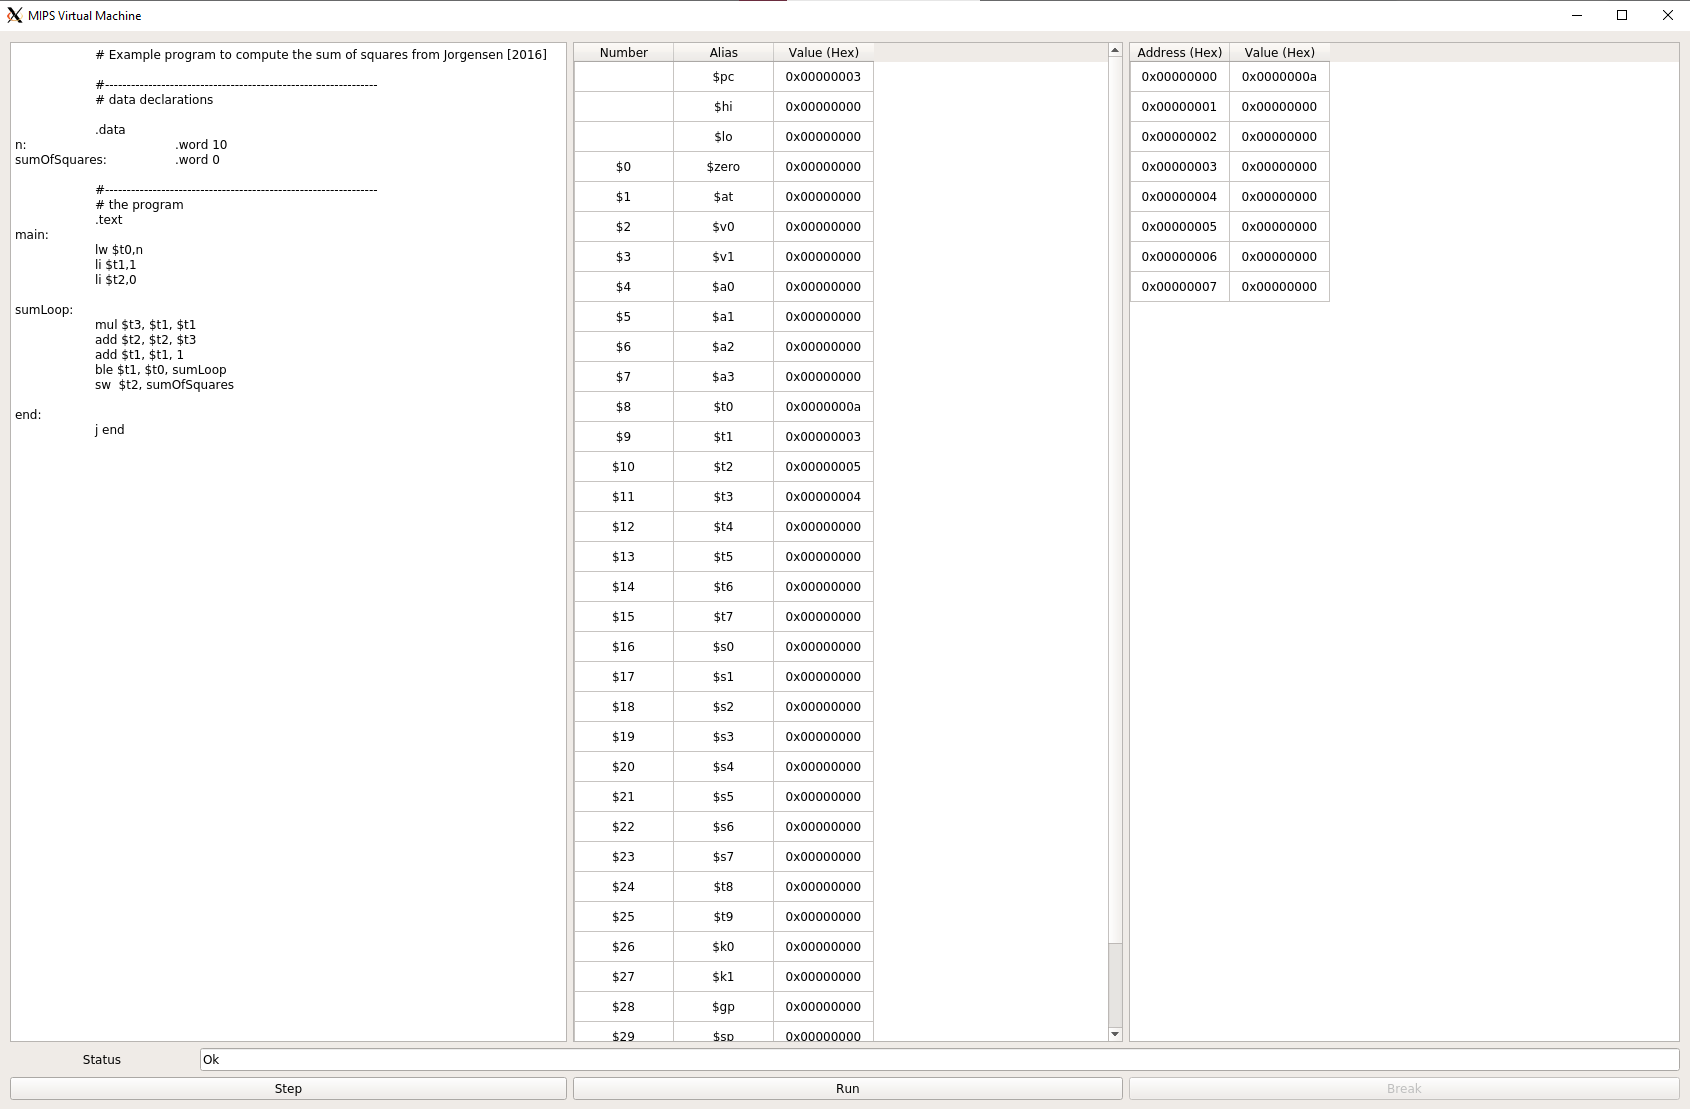 MIPS Virtual Machine
# Example program to compute the sum of squares from Jorgensen [2016]
#---------------------------------------------------------------
# data declarations
.data
n: .word 10
sumOfSquares: .word 0
#---------------------------------------------------------------
# the program
.text
main:
lw $t0,n
li $t1,1
li $t2,0
sumLoop:
mul $t3, $t1, $t1
add $t2, $t2, $t3
add $t1, $t1, 1
ble $t1, $t0, sumLoop
sw  $t2, sumOfSquares
end:
j end
Number Alias Value (Hex)
$pc 0x00000003
$hi 0x00000000
$lo 0x00000000
$0 $zero 0x00000000
$1 $at 0x00000000
$2 $v0 0x00000000
$3 $v1 0x00000000
$4 $a0 0x00000000
$5 $a1 0x00000000
$6 $a2 0x00000000
$7 $a3 0x00000000
$8 $t0 0x0000000a
$9 $t1 0x00000003
$10 $t2 0x00000005
$11 $t3 0x00000004
$12 $t4 0x00000000
$13 $t5 0x00000000
$14 $t6 0x00000000
$15 $t7 0x00000000
$16 $s0 0x00000000
$17 $s1 0x00000000
$18 $s2 0x00000000
$19 $s3 0x00000000
$20 $s4 0x00000000
$21 $s5 0x00000000
$22 $s6 0x00000000
$23 $s7 0x00000000
$24 $t8 0x00000000
$25 $t9 0x00000000
$26 $k0 0x00000000
$27 $k1 0x00000000
$28 $gp 0x00000000
$29 $sp 0x00000000
Address (Hex) Value (Hex)
0x00000000 0x0000000a
0x00000001 0x00000000
0x00000002 0x00000000
0x00000003 0x00000000
0x00000004 0x00000000
0x00000005 0x00000000
0x00000006 0x00000000
0x00000007 0x00000000
Status Ok
Step Run Break